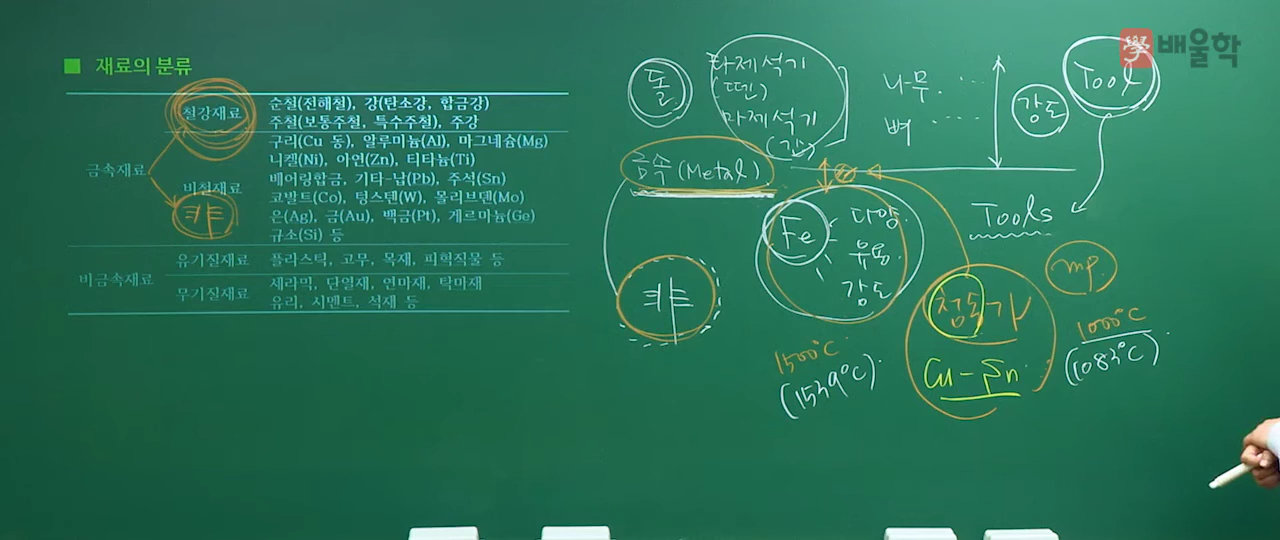 學 배울학
■ 재료의 분류
금속재료
철강재료
순철(전해철), 강(탄소강, 합금강)
주철(보통주철, 특수주철), 주강
비철재료
非
구리(Cu 동), 알루미늄(Al), 마그네슘(Mg)
니켈(Ni), 아연(Zn), 티타늄(Ti)
베어링합금, 기타-납(Pb), 주석(Sn)
코발트(Co), 텅스텐(W), 몰리브덴(Mo)
은(Ag), 금(Au), 백금(Pt), 게르마늄(Ge)
규소(Si) 등
비금속재료
유기질재료
플라스틱, 고무, 목재, 피혁직물 등
무기질재료
세라믹, 단열재, 연마재, 탁마재
유리, 시멘트, 석재 등
돌
타제석기
(뗀)
마제석기
(간)
나무 ...
뼈 ....
강도
Tool
금속(Metal)
非
Fe
다양
유용
강도
Tools
1500°C
(1539°C)
청동기
Cu-Sn
mp.
1000°C
(1083°C)